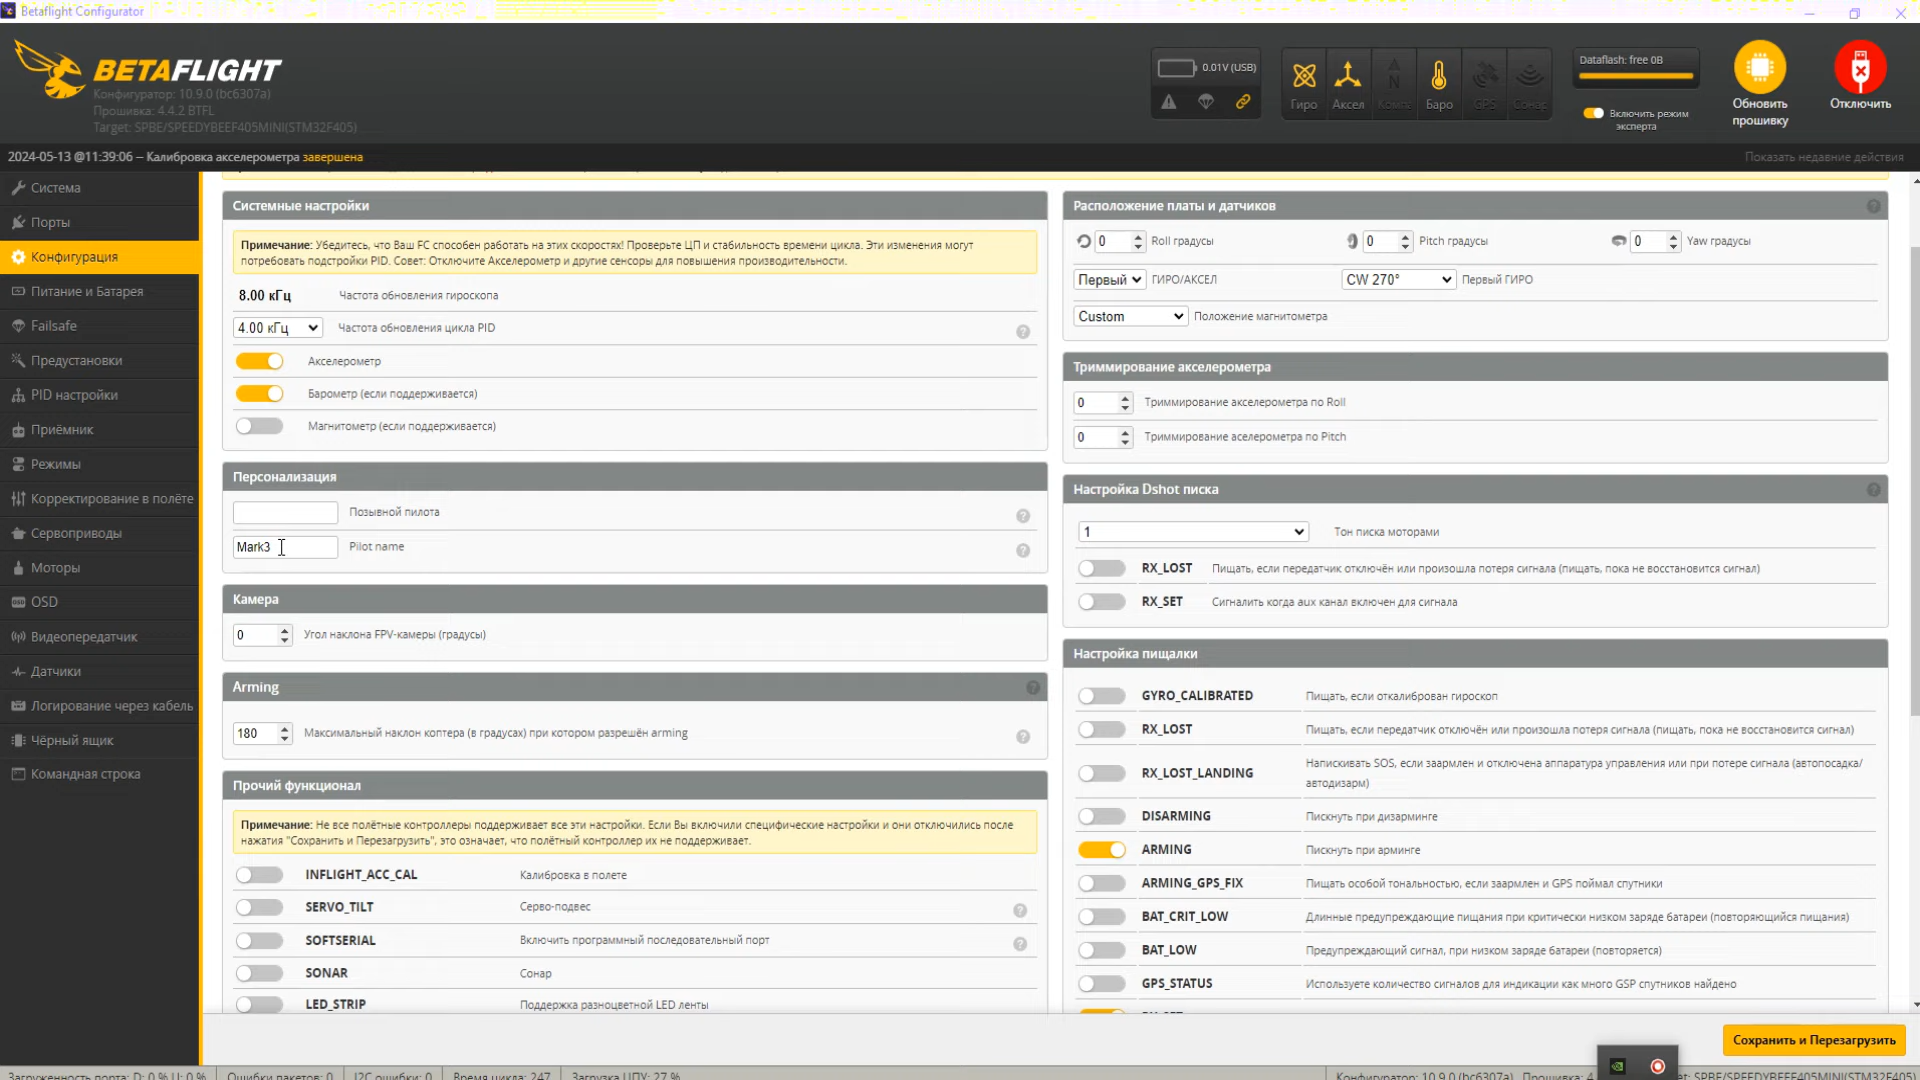 Betaflight Configurator
BETAFLIGHT
Конфигуратор: 10.9.0 (bc6307a)
Прошивка: 4.4.2 BTFL
Target: SPBE/SPEEDYBEEF405MINI(STM32F405)
0.01V (USB)
Гиро
Аксел
Комп
Баро
GPS
Сонар
Dataflash: free 0B
Включить режим
эксперта
Обновить
прошивку
Отключить
2024-05-13 @11:39:06 – Калибровка акселерометра завершена
Показать недавние действия
Система
Порты
Конфигурация
Питание и Батарея
Failsafe
Предустановки
PID настройки
Приёмник
Режимы
Корректирование в полёте
Сервоприводы
Моторы
OSD
Видеопередатчик
Датчики
Логирование через кабель
Чёрный ящик
Командная строка
Системные настройки
Примечание: Убедитесь, что Ваш FC способен работать на этих скоростях! Проверьте ЦП и стабильность времени цикла. Эти изменения могут
потребовать подстройки PID. Совет: Отключите Акселерометр и другие сенсоры для повышения производительности.
8.00 кГц Частота обновления гироскопа
4.00 кГц Частота обновления цикла PID
Акселерометр
Барометр (если поддерживается)
Магнитометр (если поддерживается)
Персонализация
Позывной пилота
Mark3 Pilot name
Камера
0 Угол наклона FPV-камеры (градусы)
Arming
180 Максимальный наклон коптера (в градусах) при котором разрешён arming
Прочий функционал
Примечание: Не все полётные контроллеры поддерживает все эти настройки. Если Вы включили специфические настройки и они отключились после
нажатия "Сохранить и Перезагрузить", это означает, что полётный контроллер их не поддерживает.
INFLIGHT_ACC_CAL Калибровка в полете
SERVO_TILT Серво-подвес
SOFTSERIAL Включить программный последовательный порт
SONAR Сонар
LED_STRIP Поддержка разноцветной LED ленты
Расположение платы и датчиков
0 Roll градусы 0 Pitch градусы 0 Yaw градусы
Первый ГИРО/АКСЕЛ CW 270° Первый ГИРО
Custom Положение магнитометра
Триммирование акселерометра
0 Триммирование акселерометра по Roll
0 Триммирование аселерометра по Pitch
Настройка Dshot писка
1 Тон писка моторами
RX_LOST Пищать, если передатчик отключён или произошла потеря сигнала (пищать, пока не восстановится сигнал)
RX_SET Сигналить когда aux канал включен для сигнала
Настройка пищалки
GYRO_CALIBRATED Пищать, если откалиброван гироскоп
RX_LOST Пищать, если передатчик отключён или произошла потеря сигнала (пищать, пока не восстановится сигнал)
RX_LOST_LANDING Напискивать SOS, если заармлен и отключена аппаратура управления или при потере сигнала (автопосадка/
автодизарм)
DISARMING Пискнуть при дизарминге
ARMING Пискнуть при арминге
ARMING_GPS_FIX Пищать особой тональностью, если заармлен и GPS поймал спутники
BAT_CRIT_LOW Длинные предупреждающие пищания при критически низком заряде батареи (повторяющийся пищания)
BAT_LOW Предупреждающий сигнал, при низком заряде батареи (повторяется)
GPS_STATUS Используете количество сигналов для индикации как много GSP спутников найдено
Сохранить и Перезагрузить
Загруженность порта: D: 0 % U: 0 % Ошибки пакетов: 0 I2C ошибки: 0 Время цикла: 247 Загрузка ЦПУ: 27 %
Конфигуратор: 10.9.0 (bc6307a) Прошивка: 4 et: SPBE/SPEEDYBEEF405MINI(STM32F405)